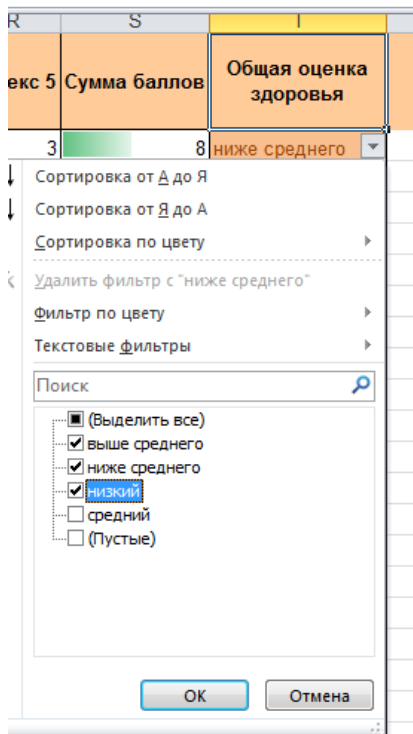 R S T
екс 5 Сумма баллов Общая оценка
здоровья
3 8 ниже среднего
Сортировка от А до Я
Сортировка от Я до А
Сортировка по цвету
Удалить фильтр с "ниже среднего"
Фильтр по цвету
Текстовые фильтры
Поиск
(Выделить все)
выше среднего
ниже среднего
низкий
средний
(Пустые)
ОК Отмена